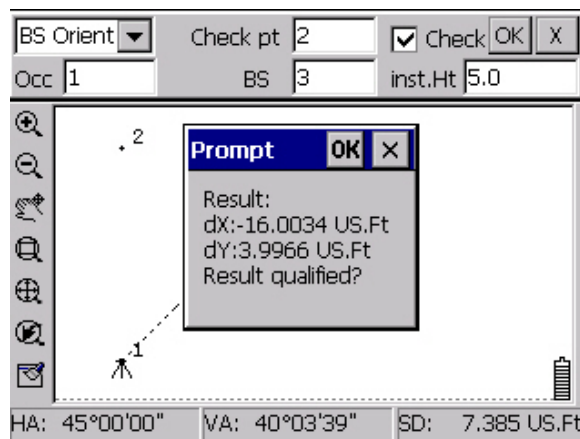 BS Orient Check pt 2 Check OK X
Occ 1 BS 3 inst.Ht 5.0
2
Prompt OK ×
Result:
dX:-16.0034 US.Ft
dY:3.9966 US.Ft
Result qualified?
1
HA: 45°00'00" VA: 40°03'39" SD: 7.385 US.Ft